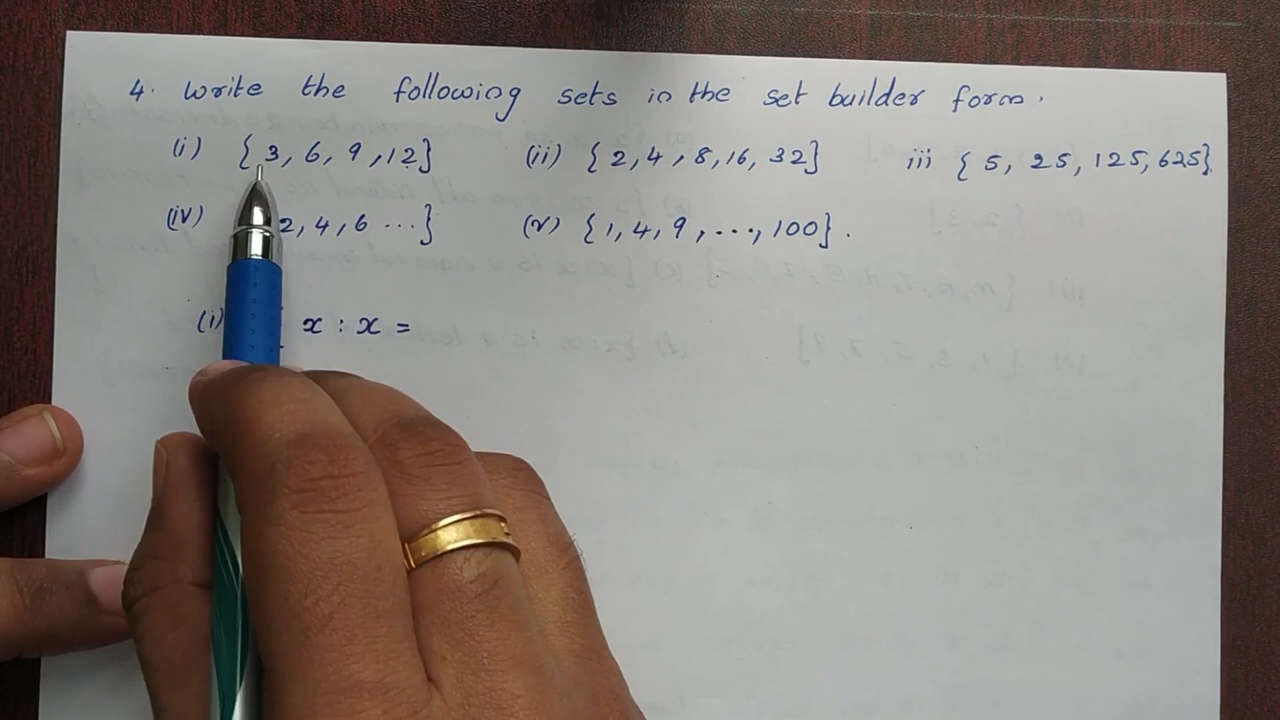 4. Write the following sets in the set builder form.
(i) {3, 6, 9, 12} (ii) {2, 4, 8, 16, 32} iii {5, 25, 125, 625}
(iv) 2, 4, 6 ...} (v) {1, 4, 9, ..., 100}.
(i) x : x =